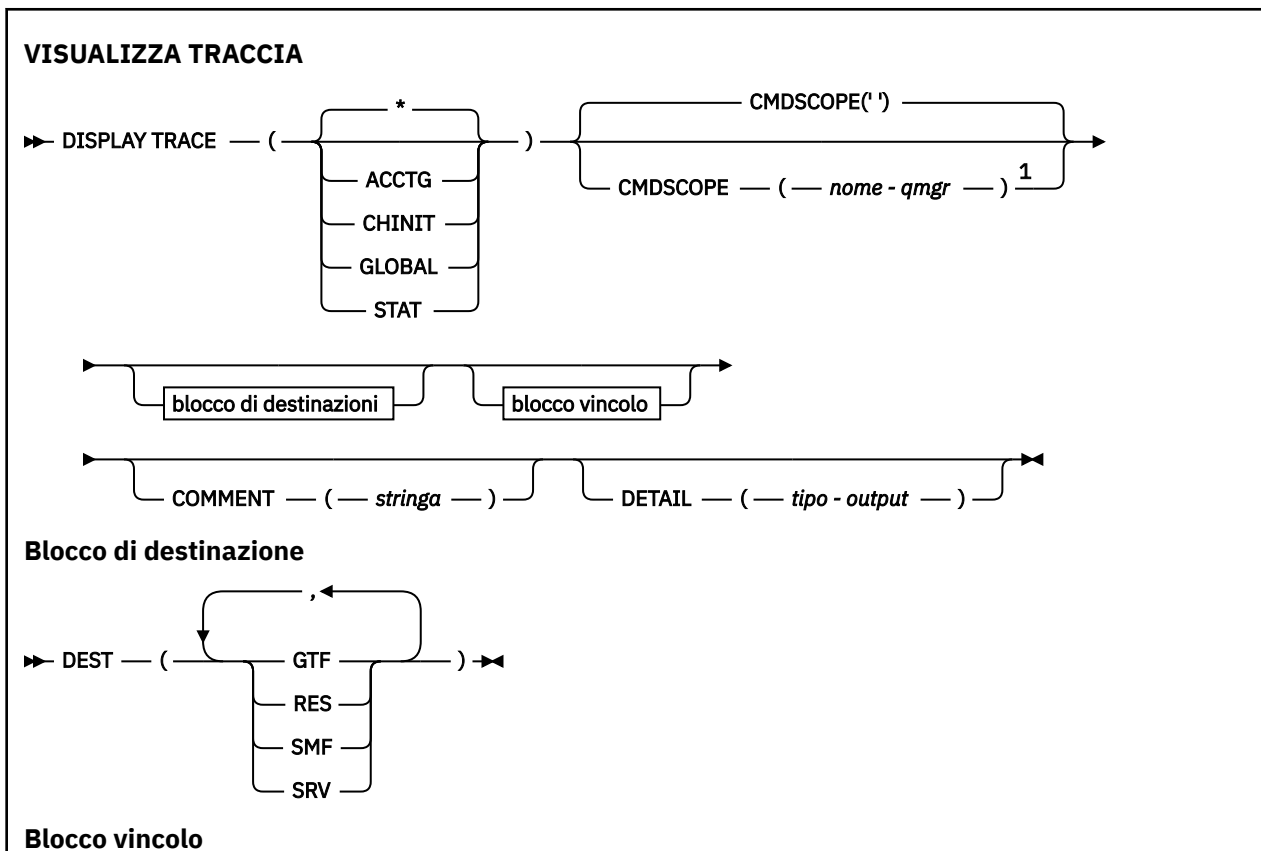 VISUALIZZA TRACCIA
*
CMDSCOPE(' ')
DISPLAY TRACE ( )
ACCTG
CHINIT
GLOBAL
STAT
CMDSCOPE ( nome - qmgr ) 1
blocco di destinazioni
blocco vincolo
COMMENT ( stringa )
DETAIL ( tipo - output )
Blocco di destinazione
,
DEST ( GTF )
RES
SMF
SRV
Blocco vincolo